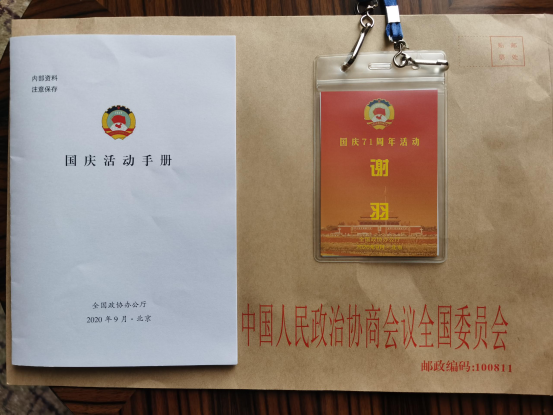 内部资料
注意保存
国庆活动手册
全国政协办公厅
2020年9月·北京
国庆71周年活动
谢
羽
中国人民政治协商会议全国委员会
邮政编码:100811